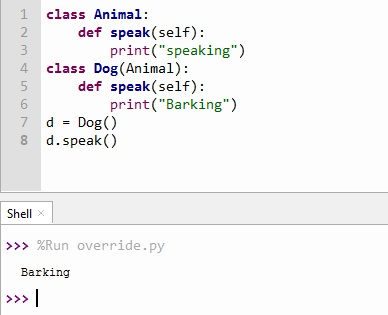 1 class Animal:
2     def speak(self):
3         print("speaking")
4 class Dog(Animal):
5     def speak(self):
6         print("Barking")
7 d = Dog()
8 d.speak()
Shell ×
>>> %Run override.py
Barking
>>>